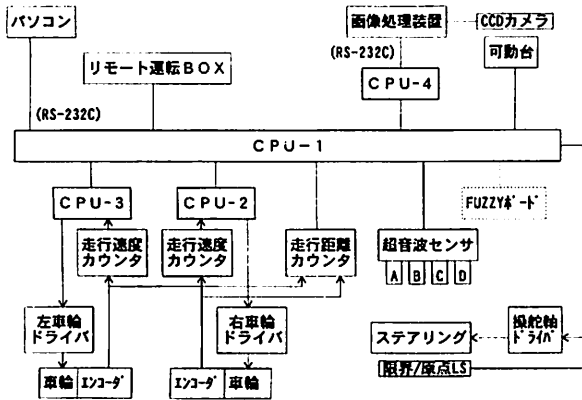 パソコン
画像処理装置
CCDカメラ
リモート運転BOX
(RS-232C)
可動台
CPU-4
(RS-232C)
CPU-1
CPU-3
CPU-2
FUZZYボード
走行速度
カウンタ
走行速度
カウンタ
走行距離
カウンタ
超音波センサ
A
B
C
D
左車輪
ドライバ
右車輪
ドライバ
ステアリング
操舵軸
ドライバ
車輪
エンコーダ
エンコーダ
車輪
限界/原点LS